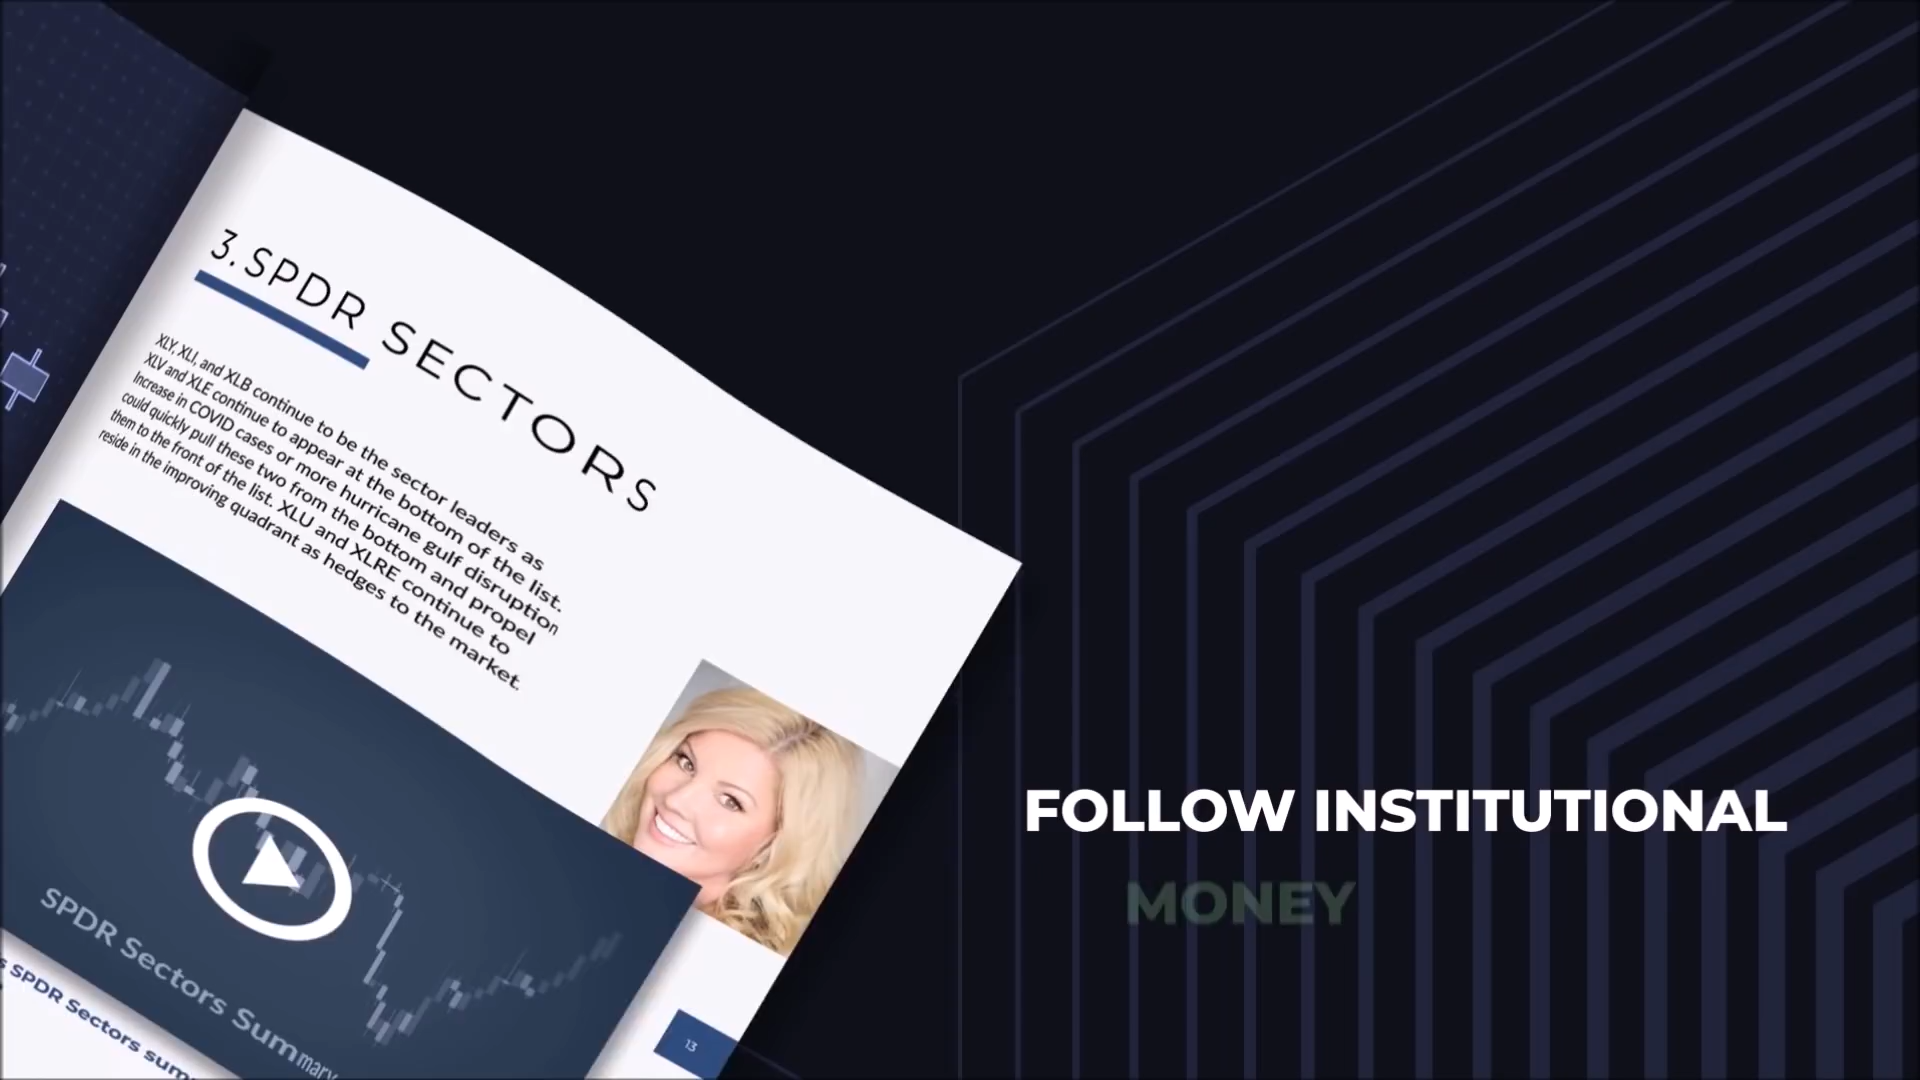 3. SPDR SECTORS
XLY, XLI, and XLB continue to be the sector leaders as
XLV and XLE continue to appear at the bottom of the list.
Increase in COVID cases or more hurricane gulf disruption
could quickly pull these two from the bottom and propel
them to the front of the list. XLU and XLRE continue to
reside in the improving quadrant as hedges to the market.
SPDR Sectors Summary
SPDR Sectors summ
13
FOLLOW INSTITUTIONAL
MONEY